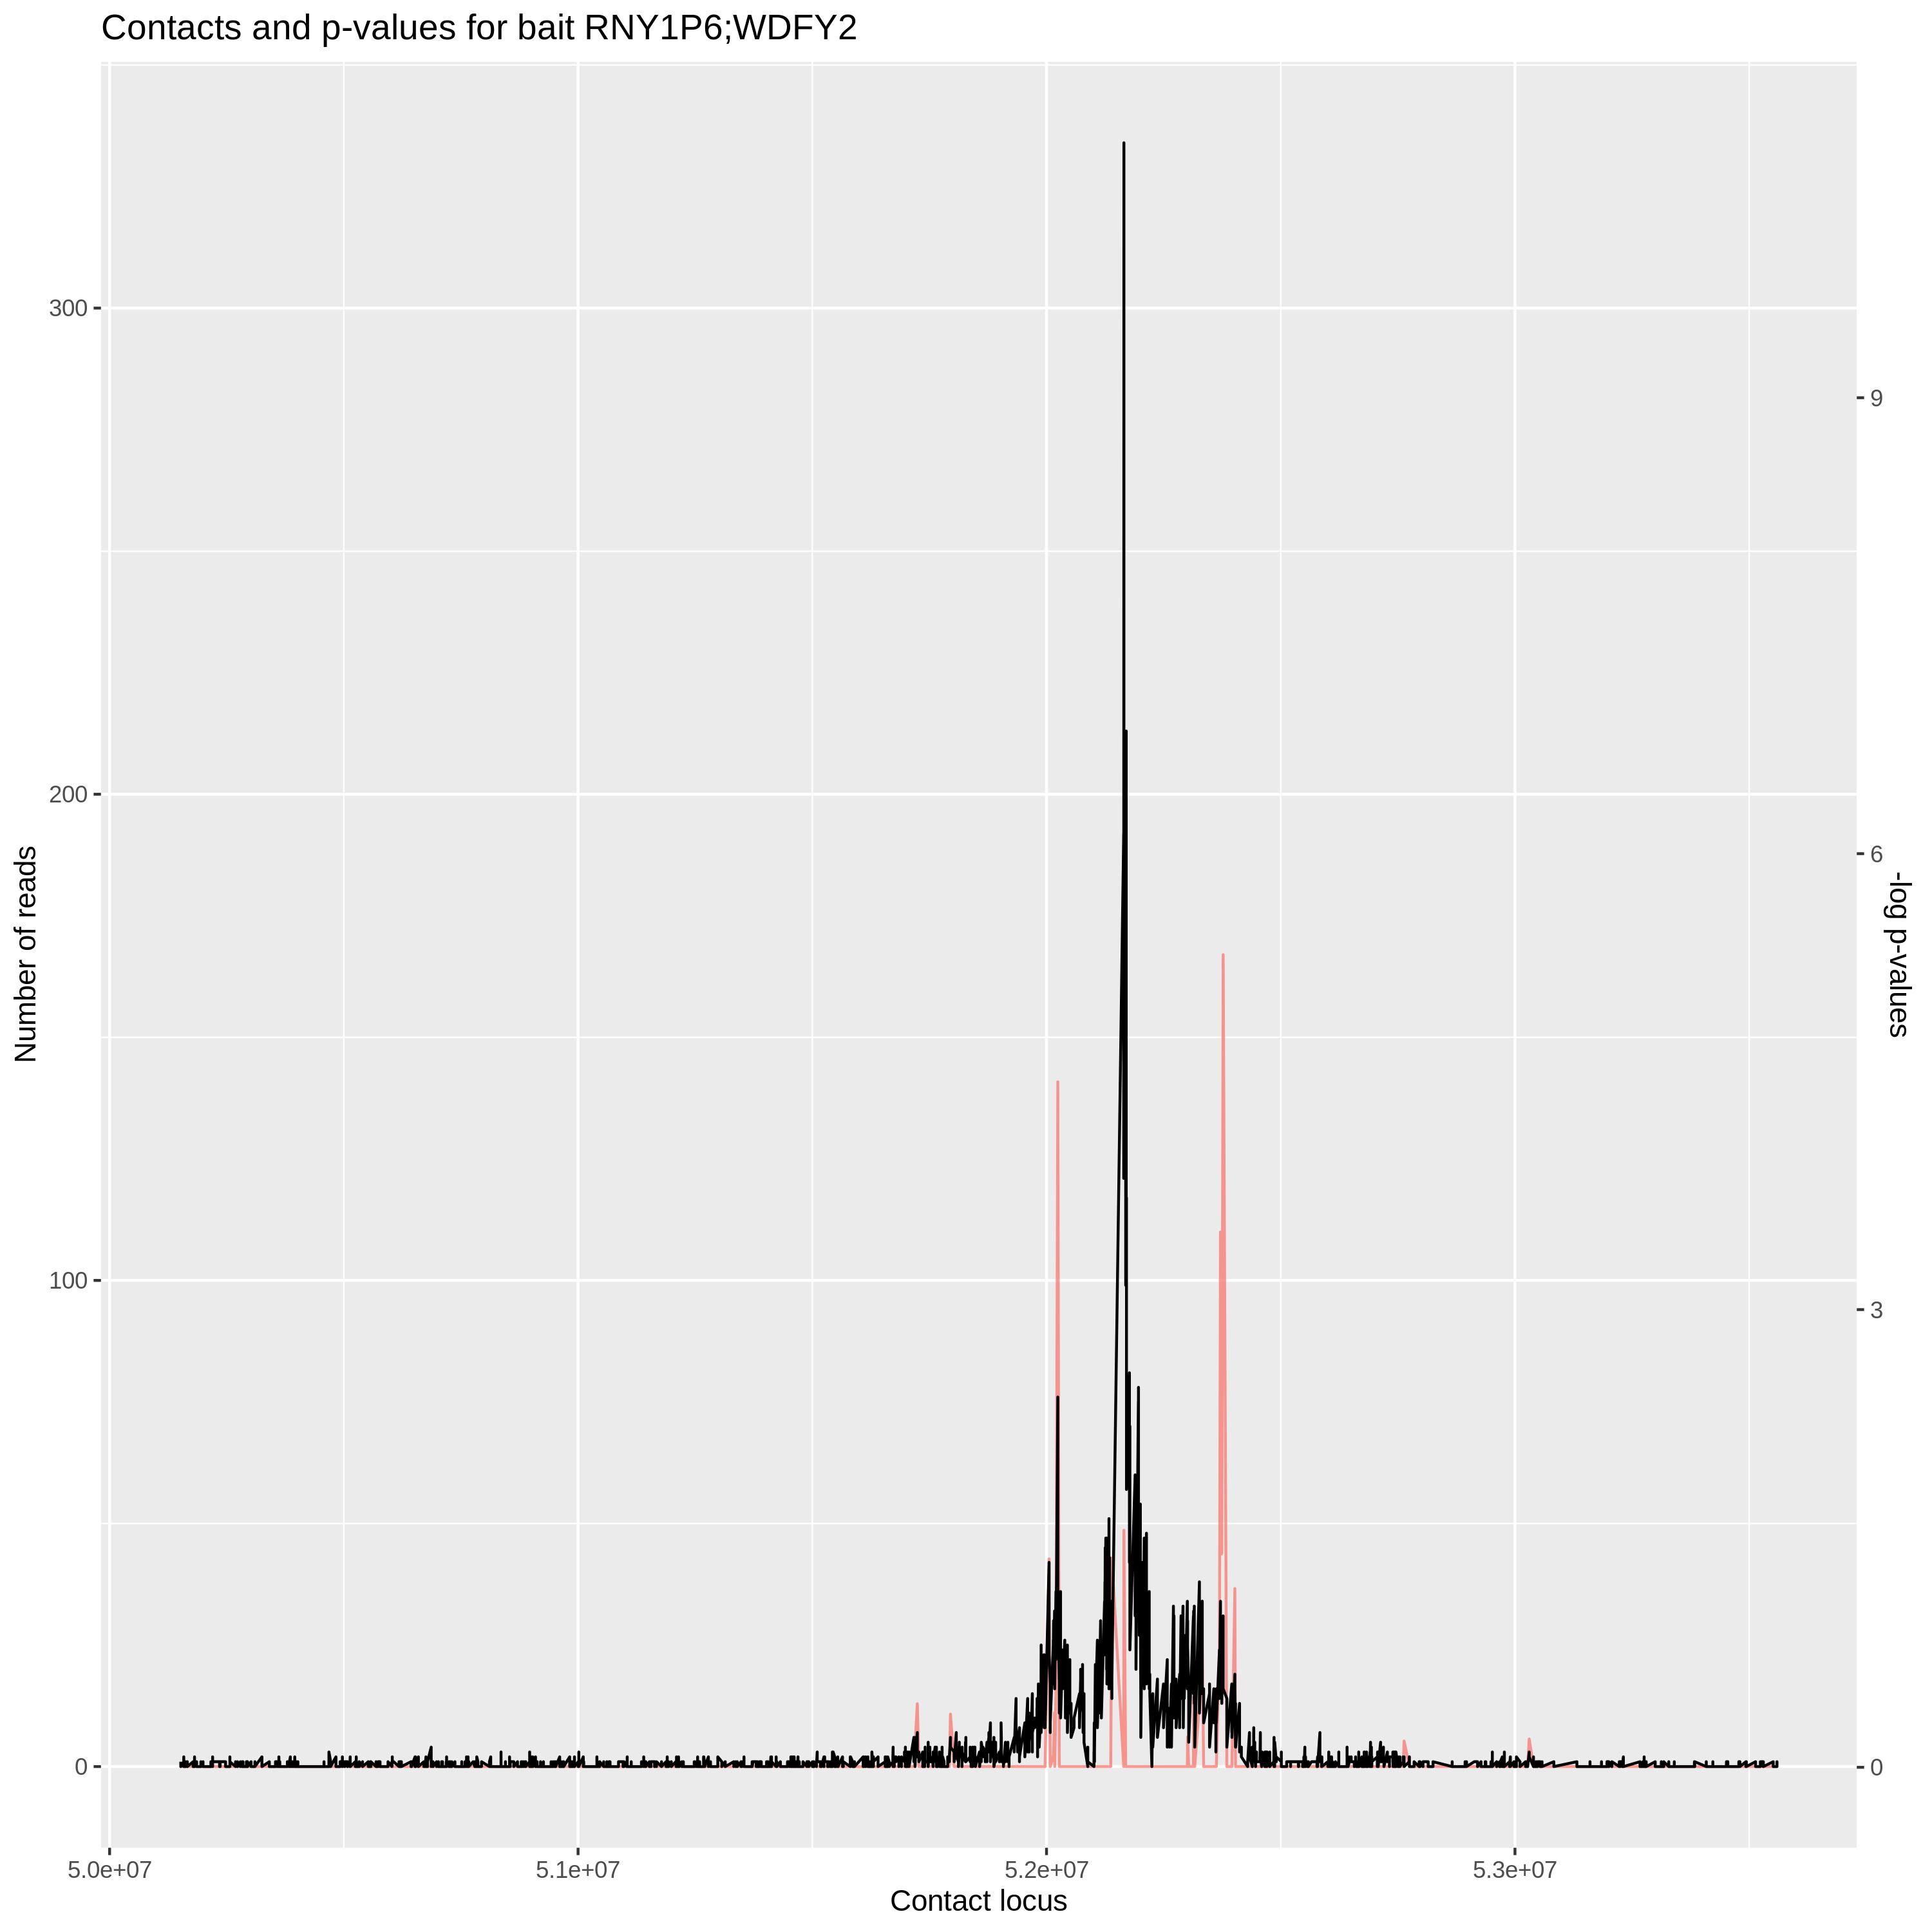 Contacts and p-values for bait RNY1P6;WDFY2
300
200
100
0
Number of reads
9
6
3
0
-log p-values
5.0e+07
5.1e+07
5.2e+07
5.3e+07
Contact locus